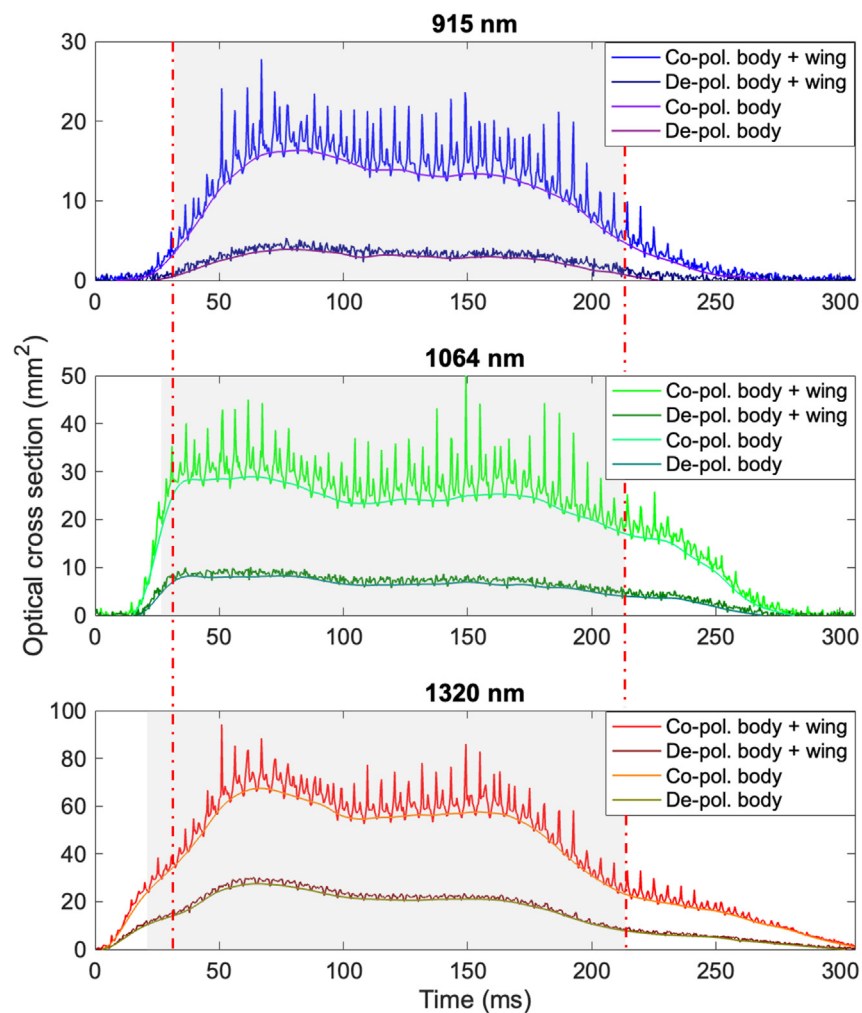 915 nm
30
20
10
0
Co-pol. body + wing
De-pol. body + wing
Co-pol. body
De-pol. body
0 50 100 150 200 250 300
1064 nm
50
40
30
20
10
0
Co-pol. body + wing
De-pol. body + wing
Co-pol. body
De-pol. body
0 50 100 150 200 250 300
Optical cross section (mm²)
1320 nm
100
80
60
40
20
0
Co-pol. body + wing
De-pol. body + wing
Co-pol. body
De-pol. body
0 50 100 150 200 250 300
Time (ms)